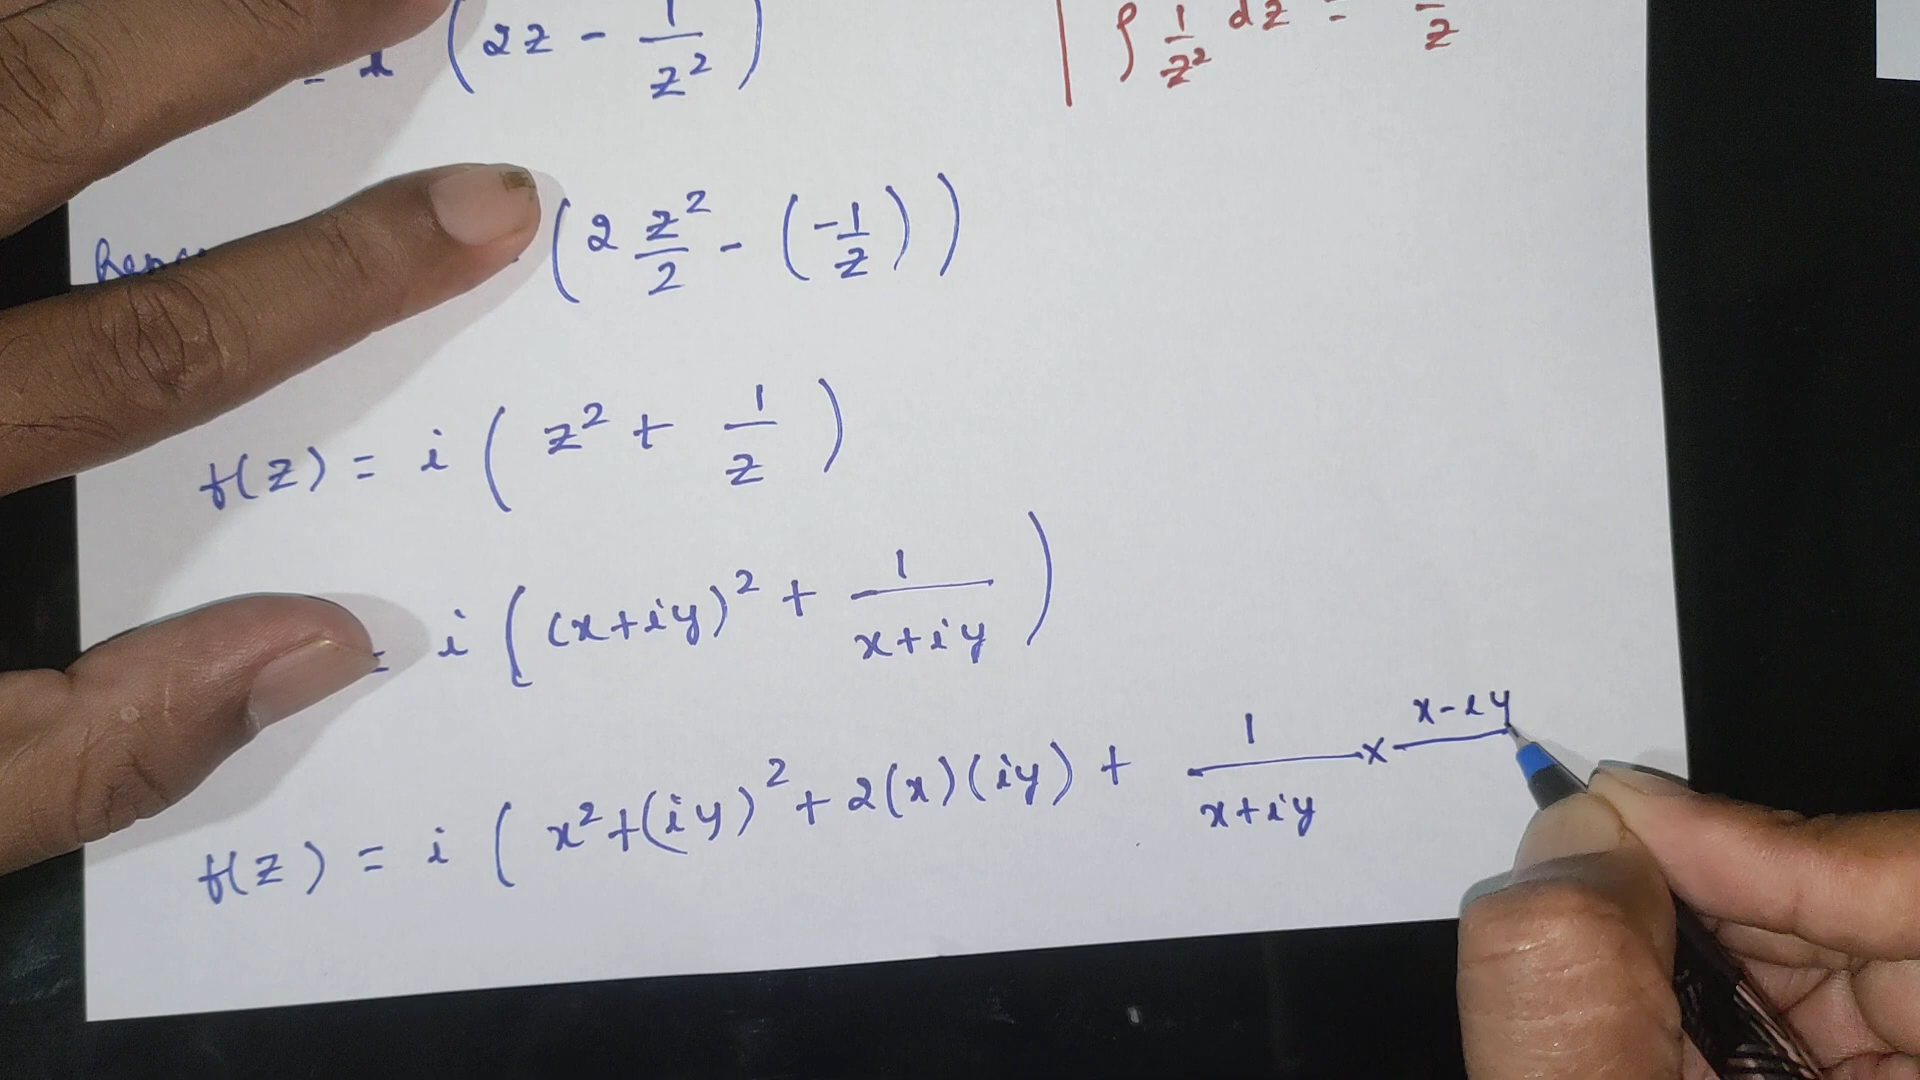 = i (2z - 1/z²)
∫ 1/z² dz = -/z
(2 z²/2 - (-1/z))
f(z) = i (z² + 1/z)
= i [(x+iy)² + 1/(x+iy))
f(z) = i (x²+(iy)²+2(x)(iy) + 1/(x+iy) × x-iy/